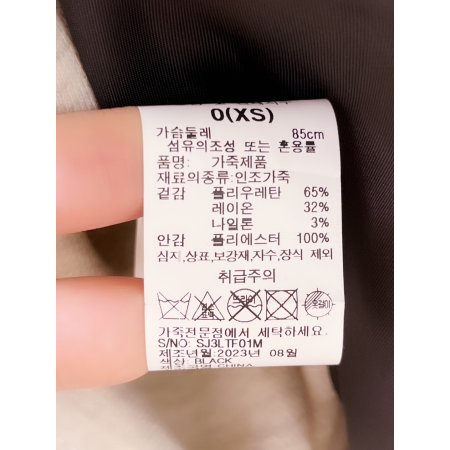 0(XS)
가슴둘레 85cm
섬유의조성 또는 혼용률
품명: 가죽제품
재료의종류:인조가죽
겉감 폴리우레탄 65%
레이온 32%
나일론 3%
안감 폴리에스터 100%
심지,상표,보강재,자수,장식 제외
취급주의
드라이
가죽전문점에서 세탁하세요.
S/NO: SJ3LTF01M
제조년월:2023년 08월
색상: BLACK
CHINA